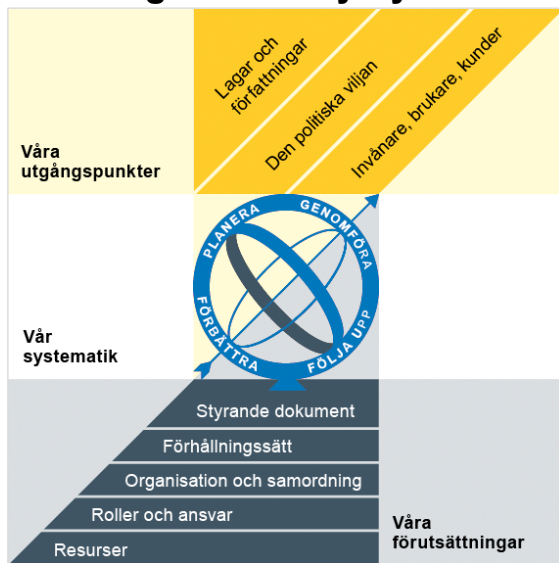 Lagar och
författningar
Den politiska viljan
Invånare, brukare, kunder
Våra
utgångspunkter
PLANERA
GENOMFÖRA
FÖRBÄTTRA
FÖLJA UPP
Vår
systematik
Styrande dokument
Förhållningssätt
Organisation och samordning
Roller och ansvar
Resurser
Våra
förutsättningar